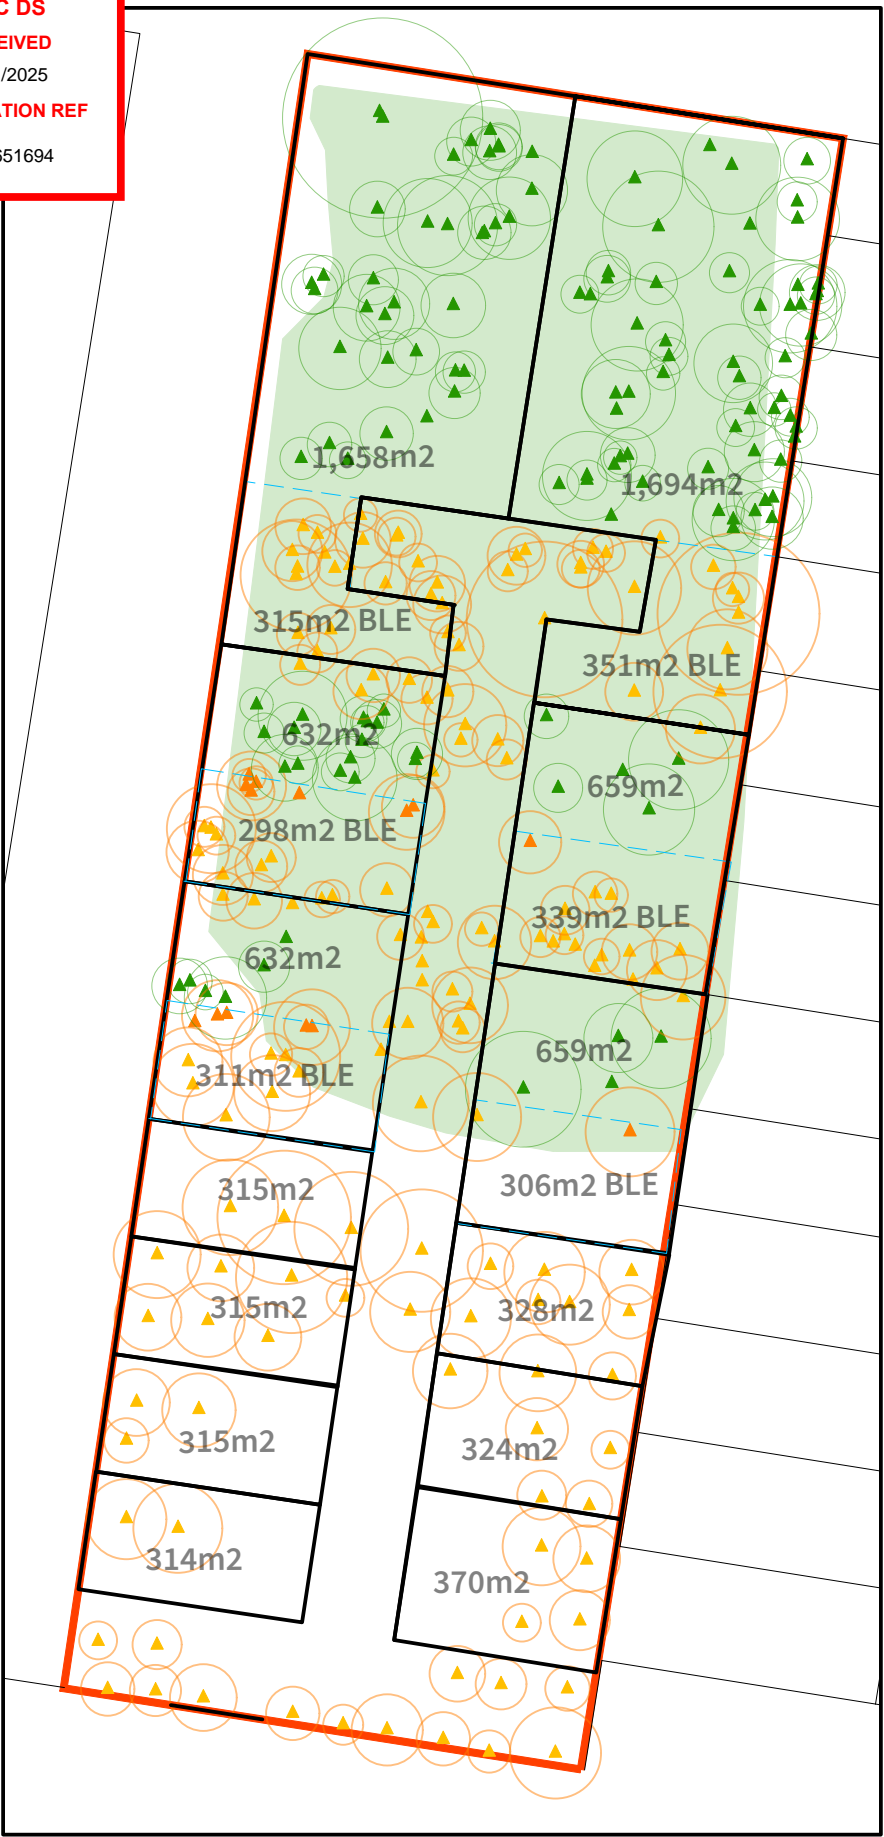 C DS
EIVED
/2025
ATION REF
651694
1,658m2
1,694m2
315m2 BLE
351m2 BLE
632m2
659m2
298m2 BLE
339m2 BLE
632m2
659m2
311m2 BLE
306m2 BLE
315m2
315m2
328m2
315m2
324m2
314m2
370m2